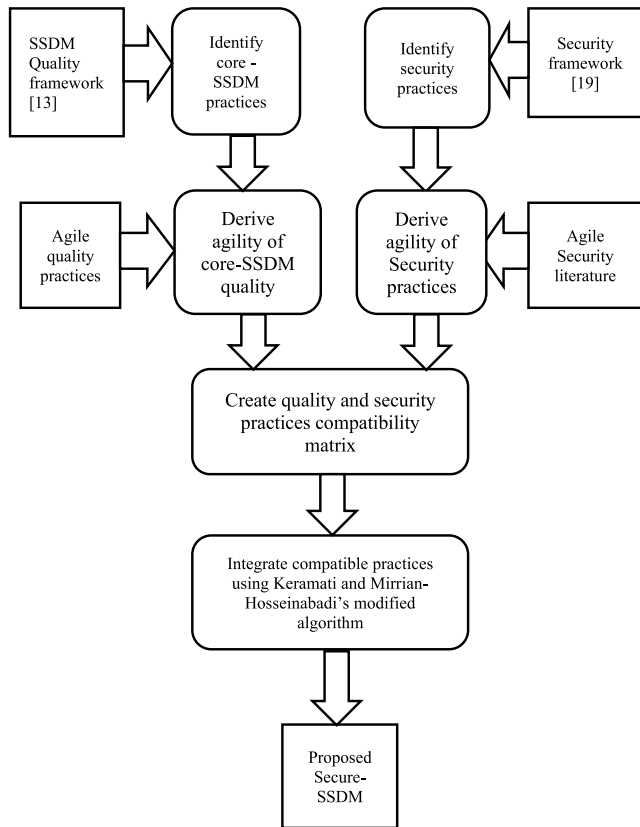 SSDM
Quality
framework
[13]
Identify
core -
SSDM
practices
Identify
security
practices
Security
framework
[19]
Agile
quality
practices
Derive
agility of
core-SSDM
quality
Derive
agility of
Security
practices
Agile
Security
literature
Create quality and security
practices compatibility
matrix
Integrate compatible practices
using Keramati and Mirrian-
Hosseinabadi’s modified
algorithm
Proposed
Secure-
SSDM